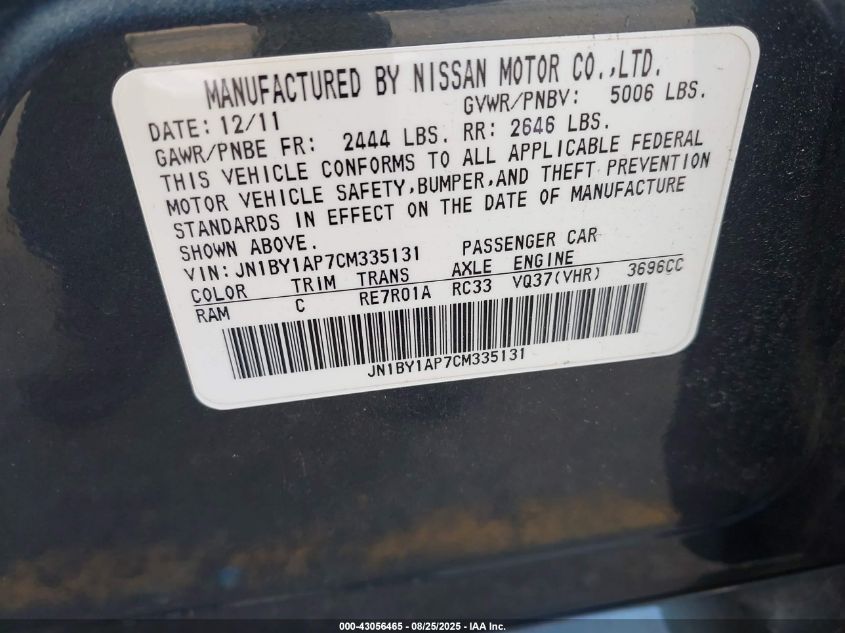 MANUFACTURED BY NISSAN MOTOR CO.,LTD.
DATE: 12/11 GVWR/PNBV: 5006 LBS.
GAWR/PNBE FR: 2444 LBS. RR: 2646 LBS.
THIS VEHICLE CONFORMS TO ALL APPLICABLE FEDERAL
MOTOR VEHICLE SAFETY,BUMPER,AND THEFT PREVENTION
STANDARDS IN EFFECT ON THE DATE OF MANUFACTURE
SHOWN ABOVE.
VIN: JN1BY1AP7CM335131 PASSENGER CAR
COLOR TRIM TRANS AXLE ENGINE
RAM C RE7R01A RC33 VQ37(VHR) 3696CC
JN1BY1AP7CM335131
000-43056465 - 08/25/2025 - IAA Inc.